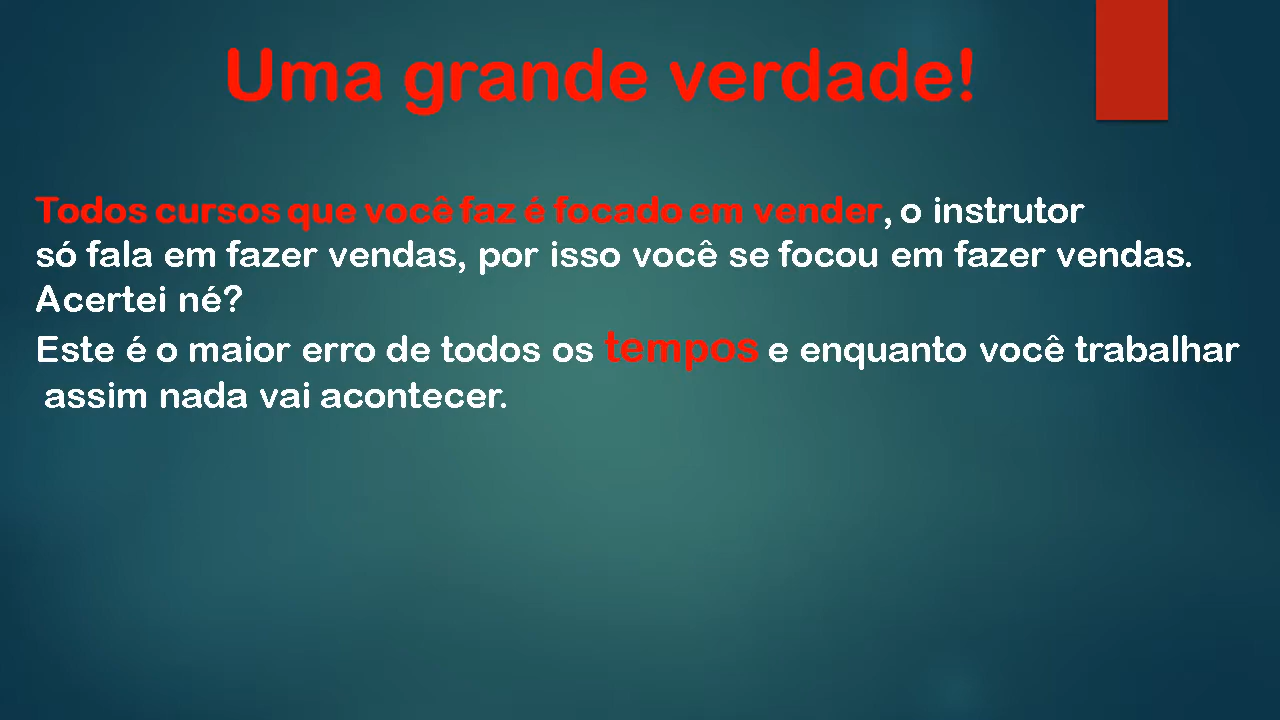 Uma grande verdade!
Todos cursos que você faz é focado em vender, o instrutor
só fala em fazer vendas, por isso você se focou em fazer vendas.
Acertei né?
Este é o maior erro de todos os tempos e enquanto você trabalhar
assim nada vai acontecer.